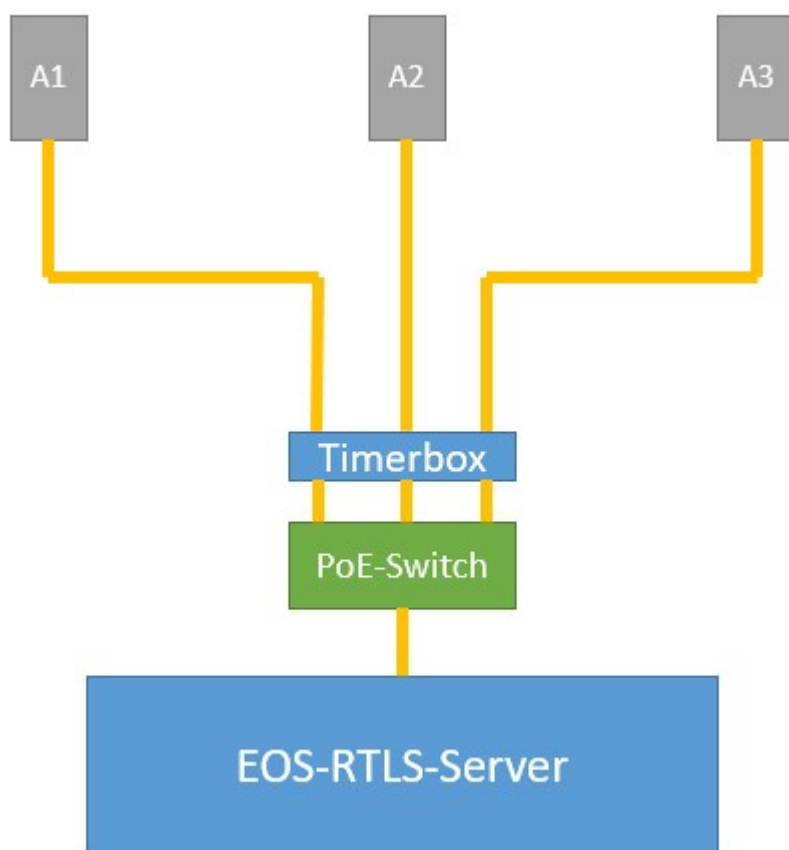 A1
A2
A3
Timerbox
PoE-Switch
EOS-RTLS-Server